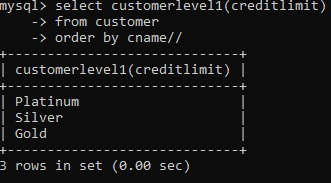 mysql> select customerlevel1(creditlimit)
    -> from customer
    -> order by cname//
+-----------------------------+
| customerlevel1(creditlimit) |
+-----------------------------+
| Platinum                    |
| Silver                      |
| Gold                        |
+-----------------------------+
3 rows in set (0.00 sec)